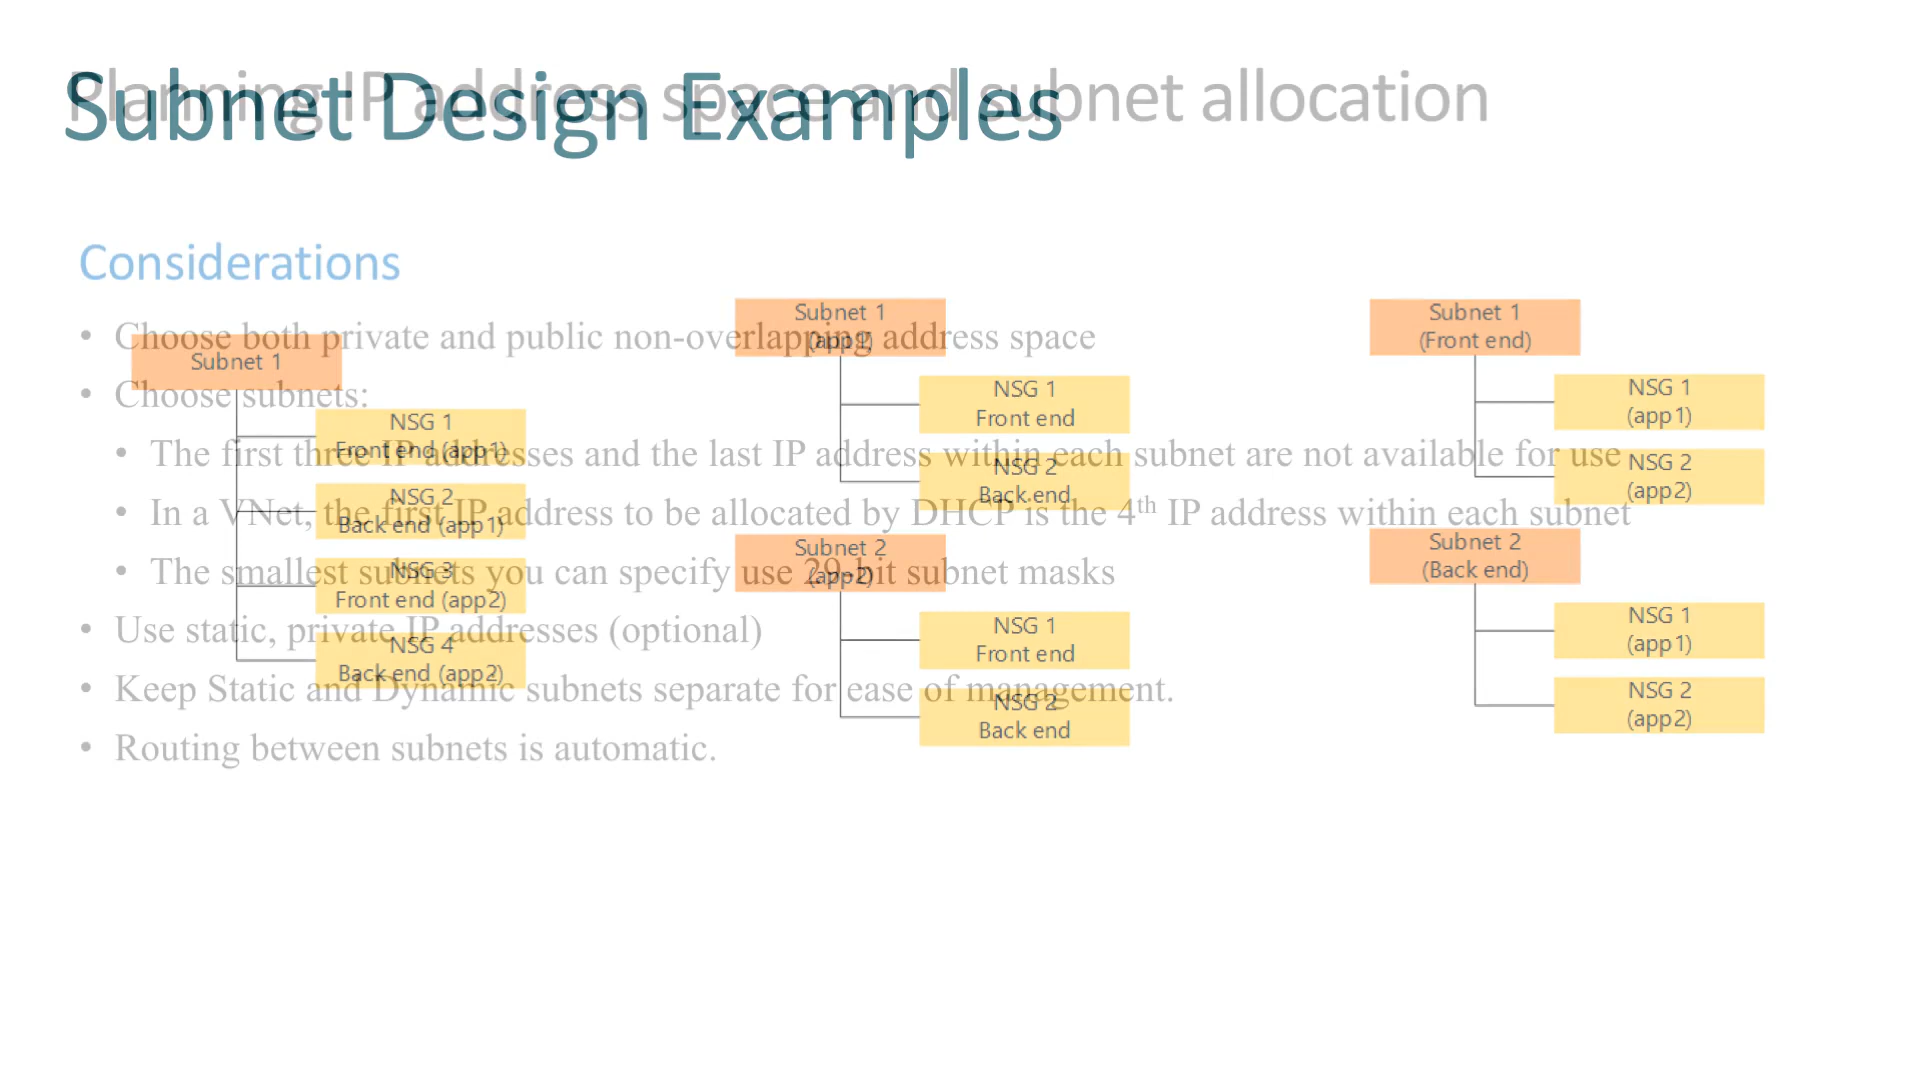 Planning IP address space and subnet allocation
Subnet Design Examples
Considerations
• Choose both private and public non-overlapping address space
• Choose subnets:
• The first three IP addresses and the last IP address within each subnet are not available for use
• In a VNet, the first IP address to be allocated by DHCP is the 4th IP address within each subnet
• The smallest subnets you can specify use 29-bit subnet masks
• Use static, private IP addresses (optional)
• Keep Static and Dynamic subnets separate for ease of management.
• Routing between subnets is automatic.
Subnet 1
NSG 1
Front end (app1)
NSG 2
Back end (app1)
NSG 3
Front end (app2)
NSG 4
Back end (app2)
Subnet 1
(app1)
NSG 1
Front end
NSG 2
Back end
Subnet 2
(app2)
NSG 1
Front end
NSG 2
Back end
Subnet 1
(Front end)
NSG 1
(app1)
NSG 2
(app2)
Subnet 2
(Back end)
NSG 1
(app1)
NSG 2
(app2)